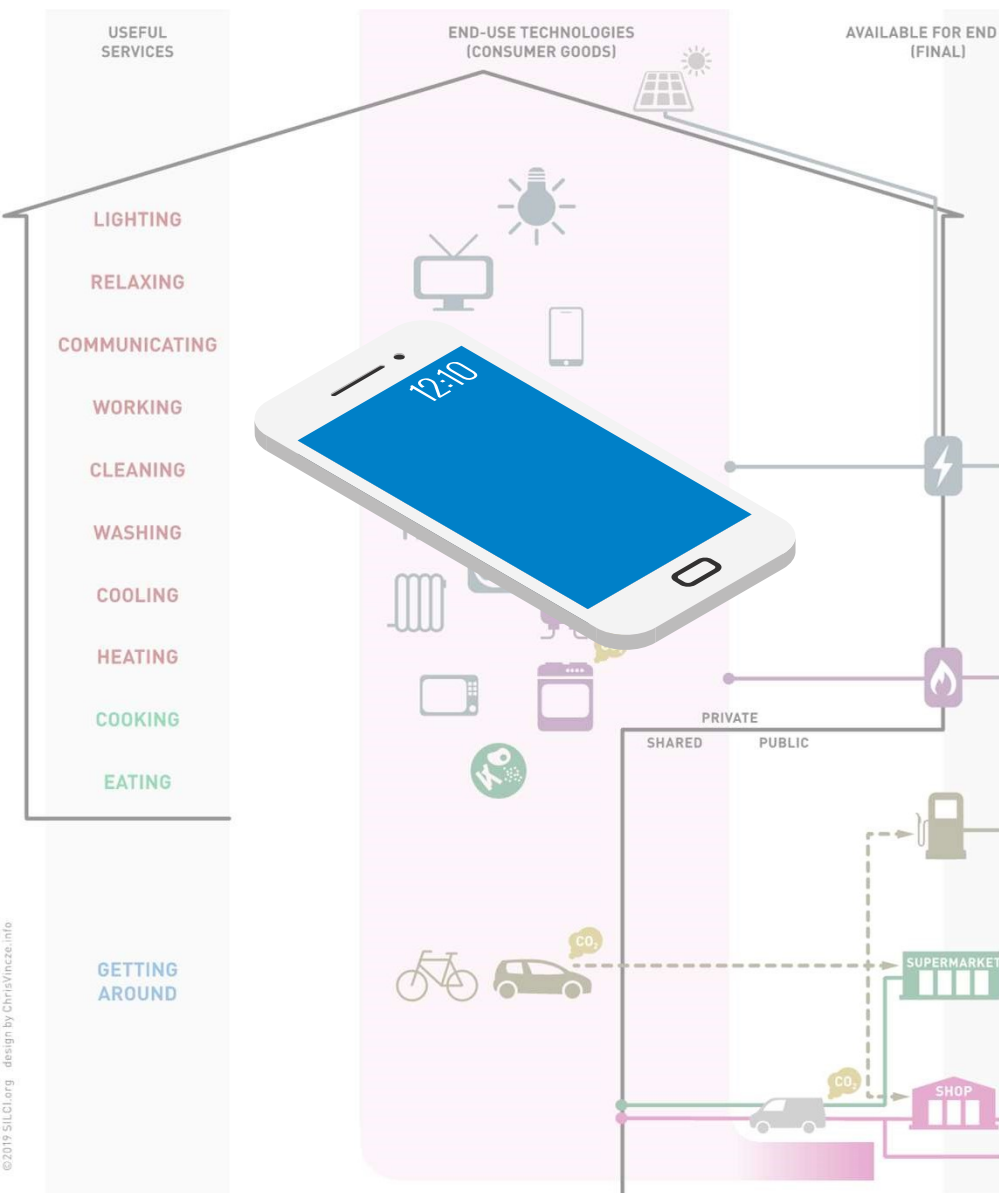 USEFUL
SERVICES
END-USE TECHNOLOGIES
(CONSUMER GOODS)
AVAILABLE FOR END
(FINAL)
LIGHTING
RELAXING
COMMUNICATING
12:10
WORKING
CLEANING
WASHING
COOLING
HEATING
COOKING
EATING
PRIVATE
SHARED
PUBLIC
GETTING
AROUND
CO₂
SUPERMARKET
CO₂
SHOP
©2019 SILCI.org design by ChrisVincze.info